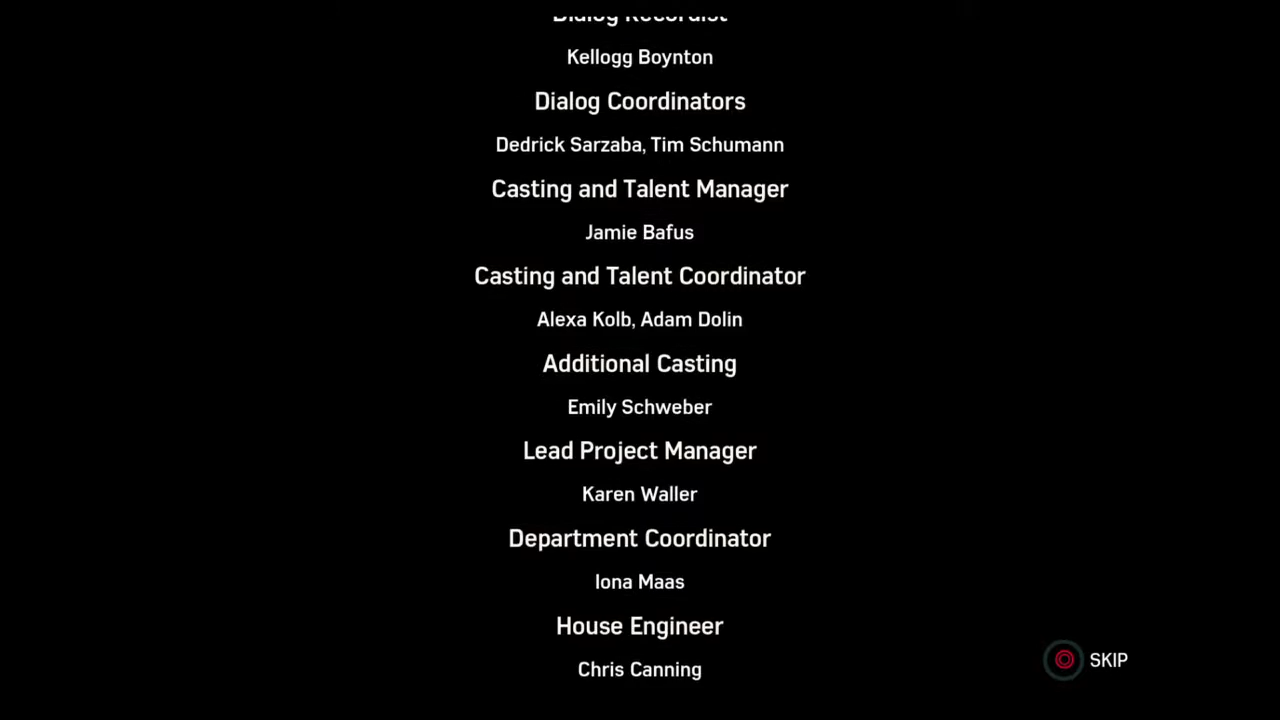 Dialog Recordist
Kellogg Boynton
Dialog Coordinators
Dedrick Sarzaba, Tim Schumann
Casting and Talent Manager
Jamie Bafus
Casting and Talent Coordinator
Alexa Kolb, Adam Dolin
Additional Casting
Emily Schweber
Lead Project Manager
Karen Waller
Department Coordinator
Iona Maas
House Engineer
Chris Canning
SKIP